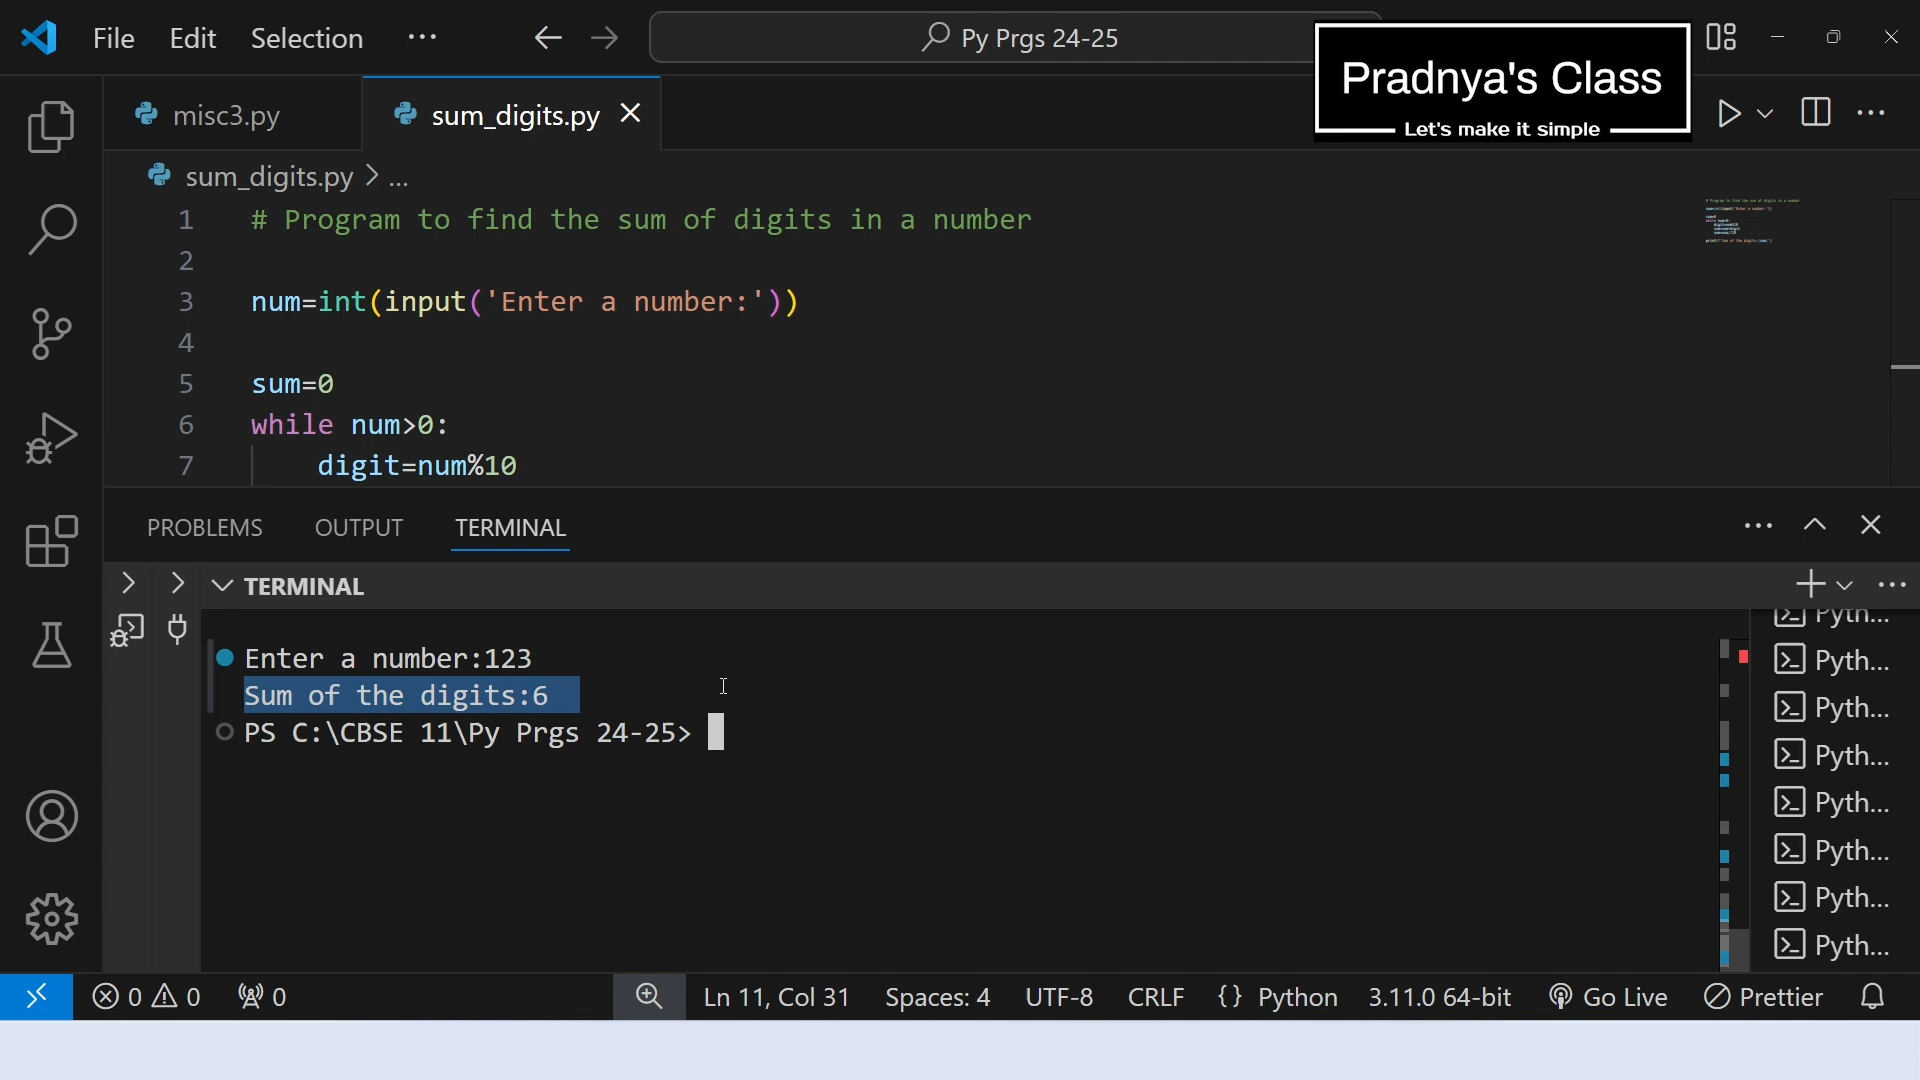 File Edit Selection ... Py Prgs 24-25
Pradnya's Class
Let's make it simple
misc3.py sum_digits.py
sum_digits.py > ...
1 # Program to find the sum of digits in a number
2
3 num=int(input('Enter a number:'))
4
5 sum=0
6 while num>0:
7 digit=num%10
PROBLEMS OUTPUT TERMINAL
TERMINAL
Enter a number:123
Sum of the digits:6
PS C:\CBSE 11\Py Prgs 24-25>
Pyth...
Pyth...
Pyth...
Pyth...
Pyth...
Pyth...
Pyth...
Pyth...
0 0 0 Ln 11, Col 31 Spaces: 4 UTF-8 CRLF {} Python 3.11.0 64-bit Go Live Prettier